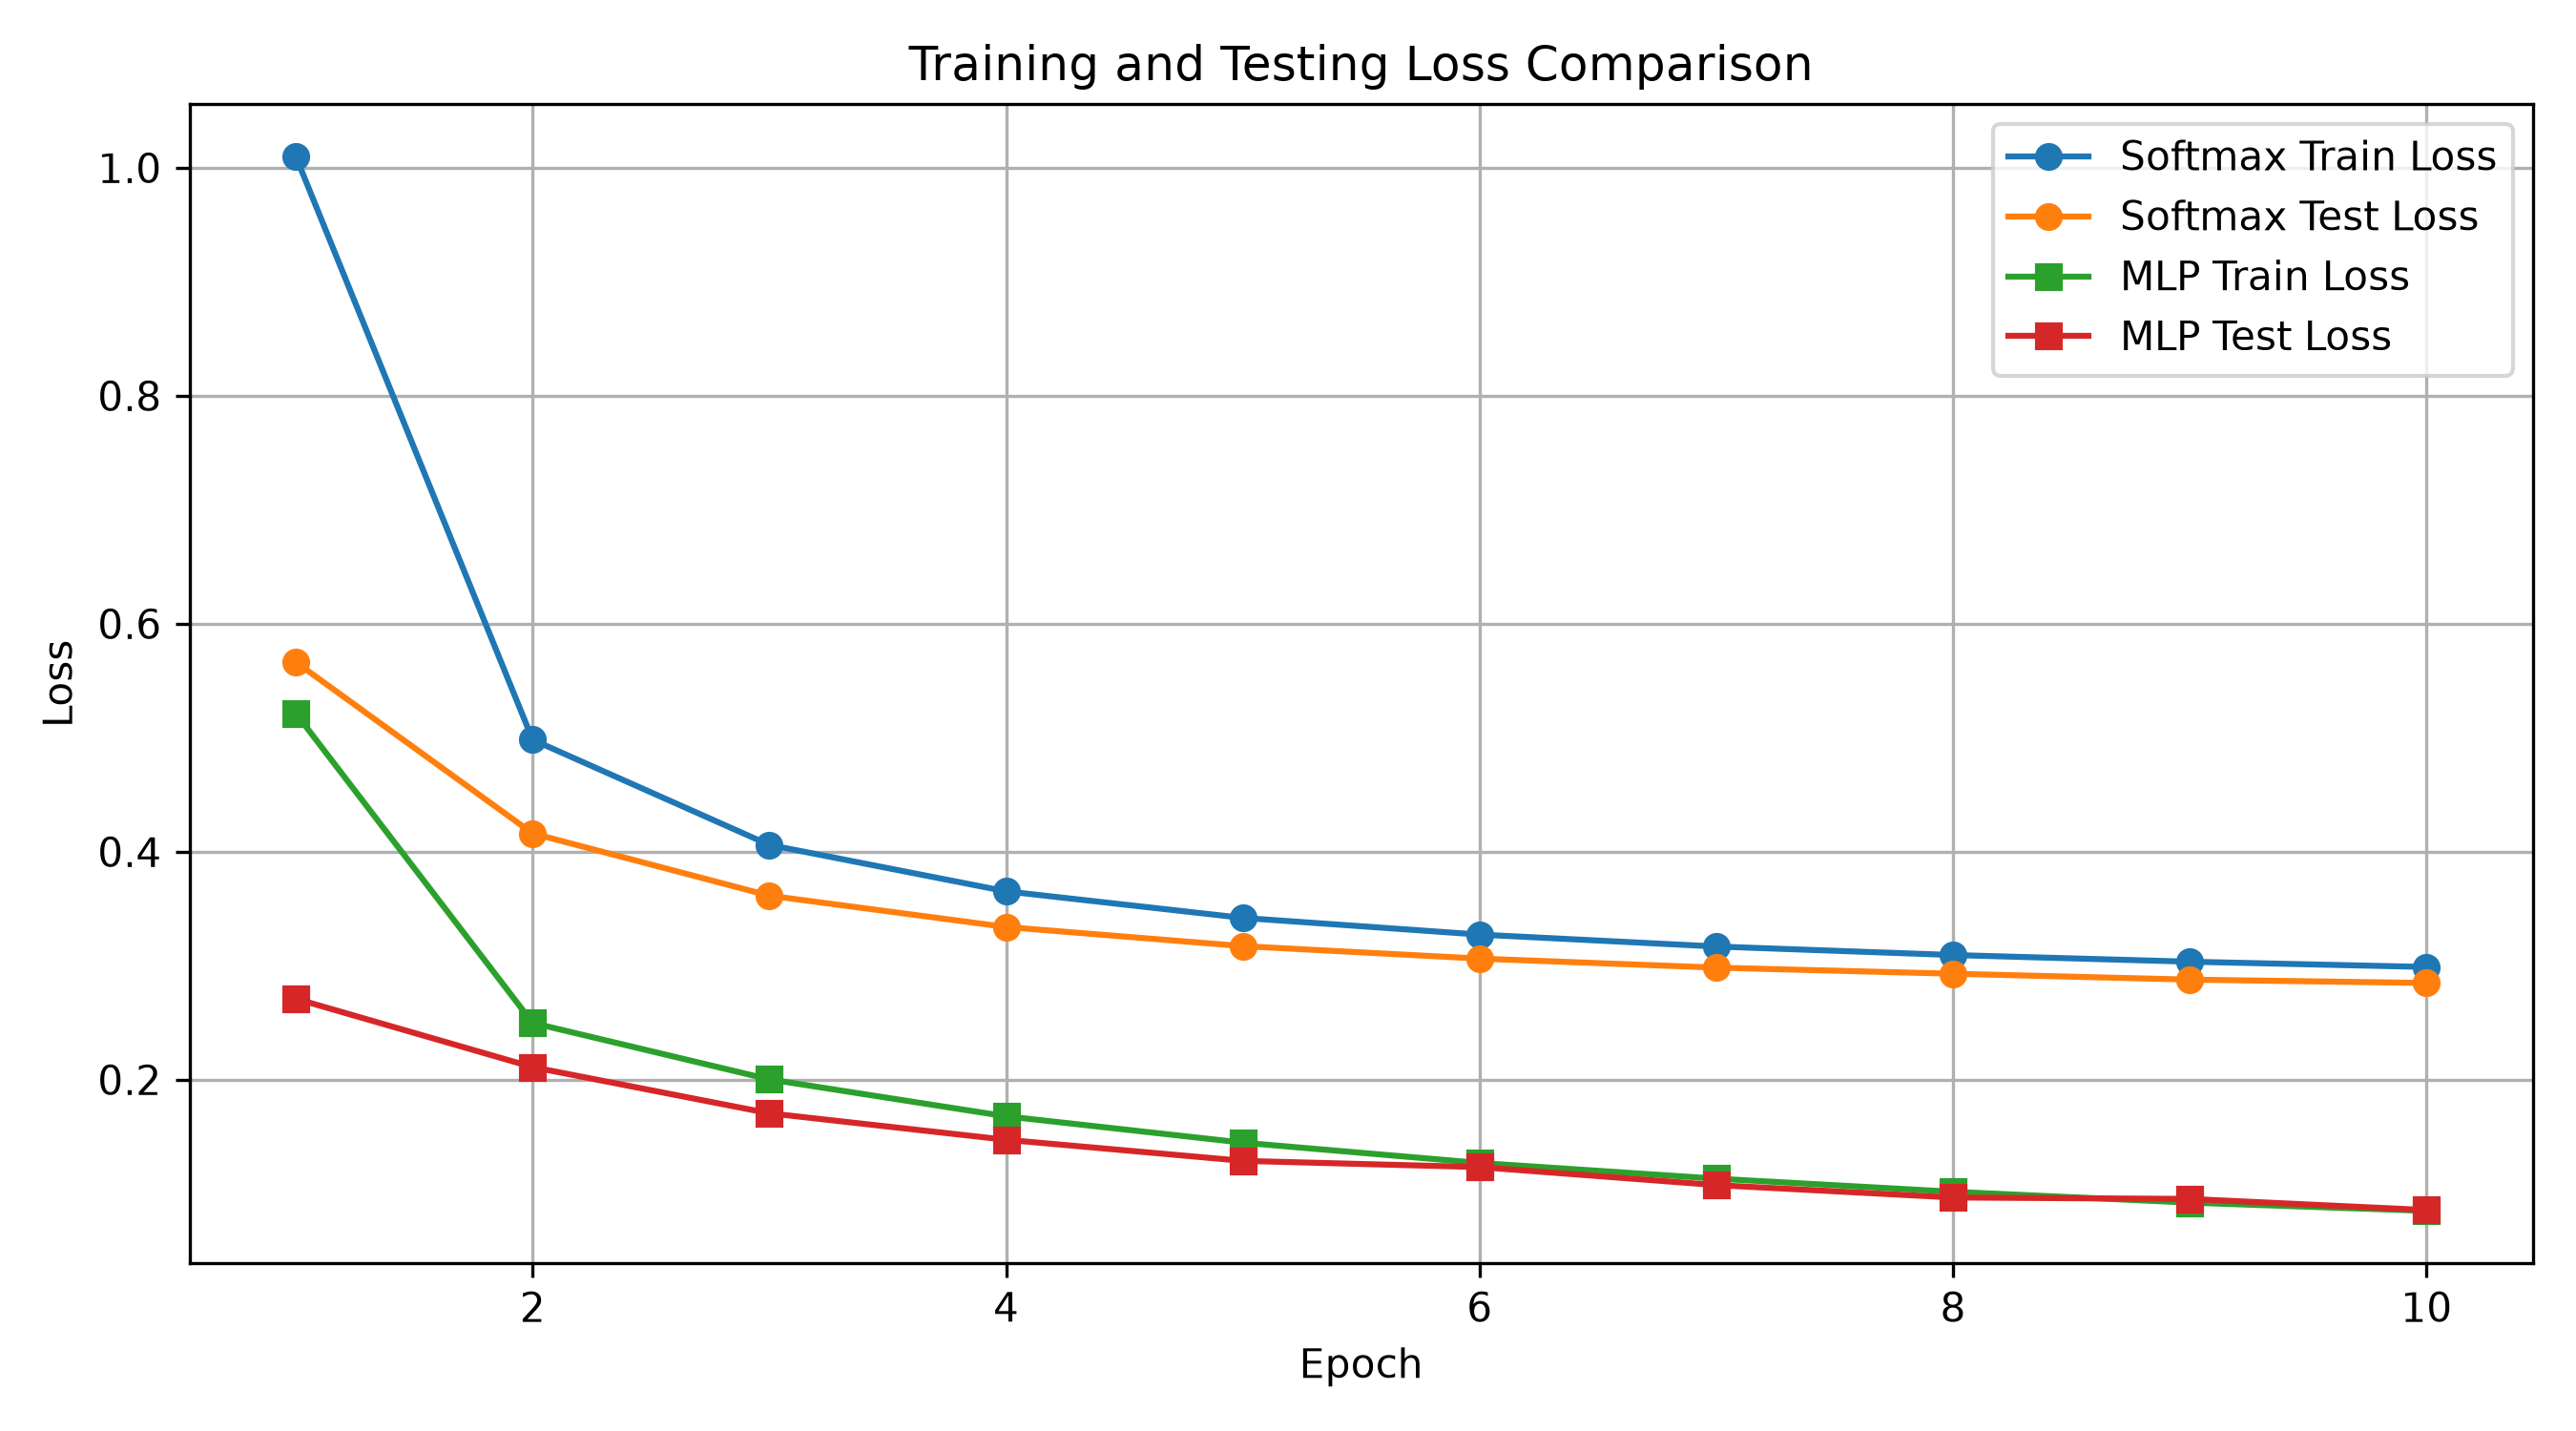 Training and Testing Loss Comparison
Softmax Train Loss
Softmax Test Loss
MLP Train Loss
MLP Test Loss
Loss
1.0
0.8
0.6
0.4
0.2
2 4 6 8 10
Epoch